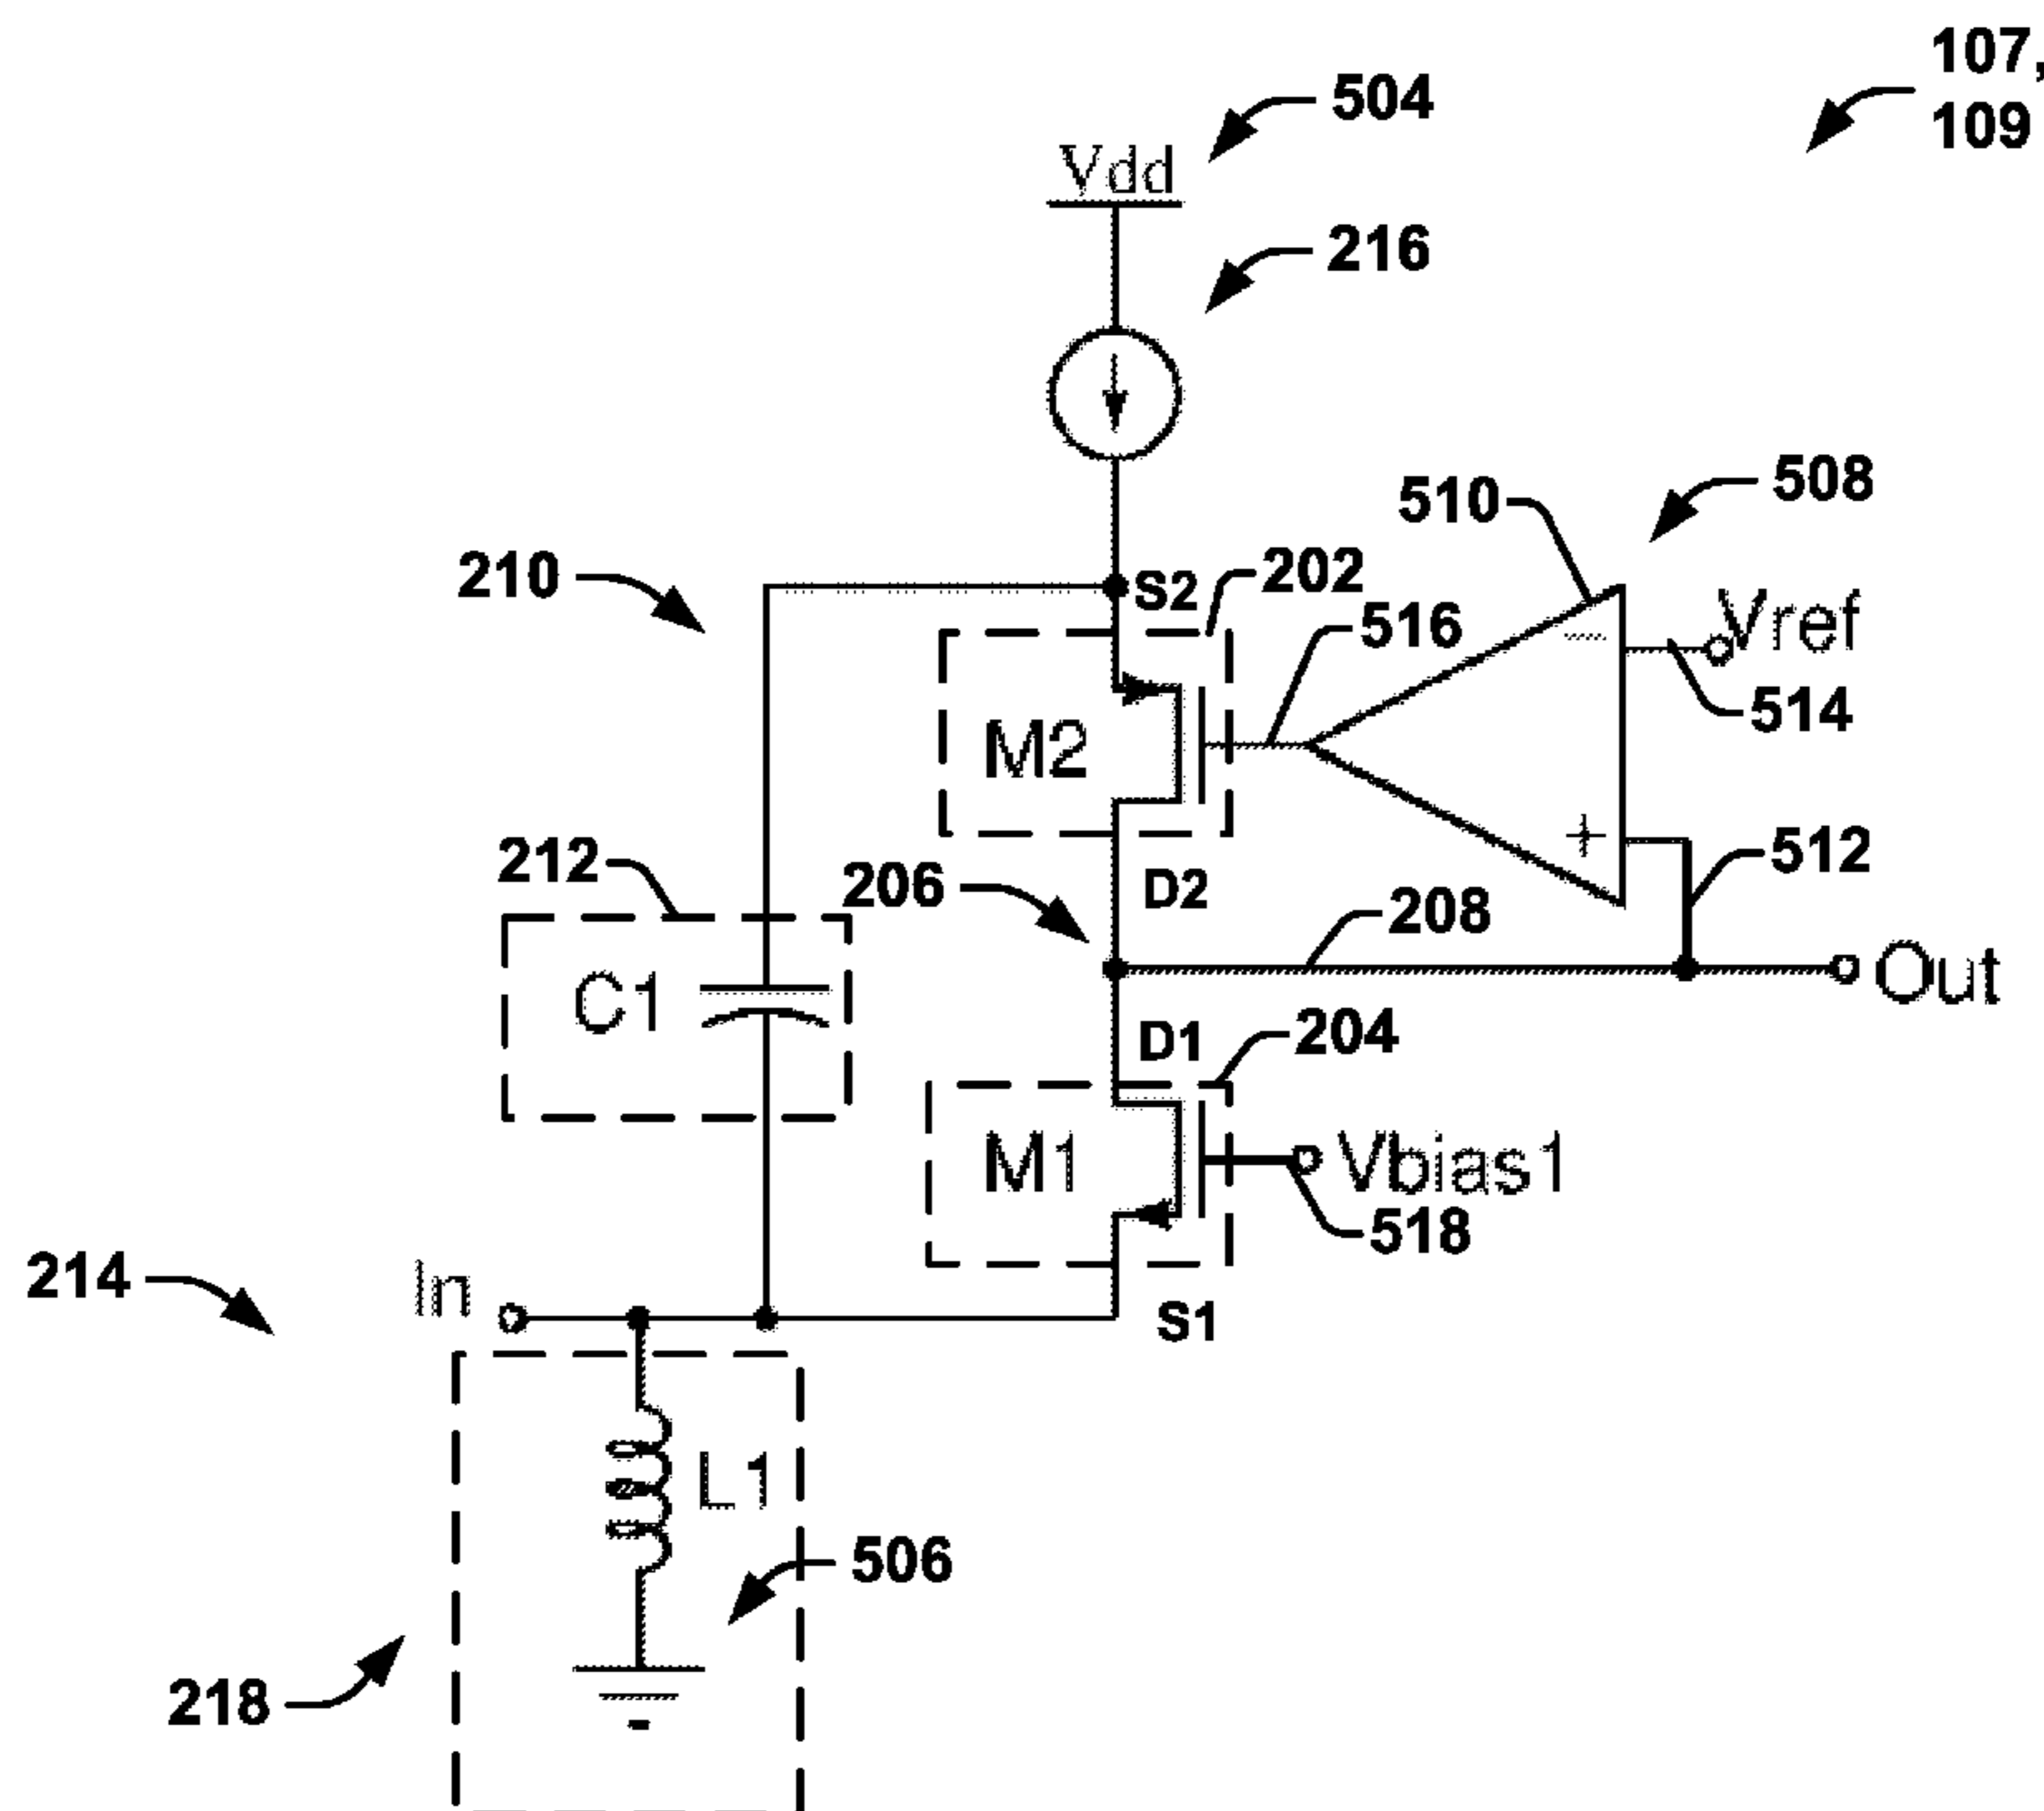 107,
109
504
Vdd
216
510
508
210
S2
202
516
Vref
514
M2
212
206
D2
512
208
C1
Out
D1
204
M1
Vbias1
518
214
In
S1
L1
506
218